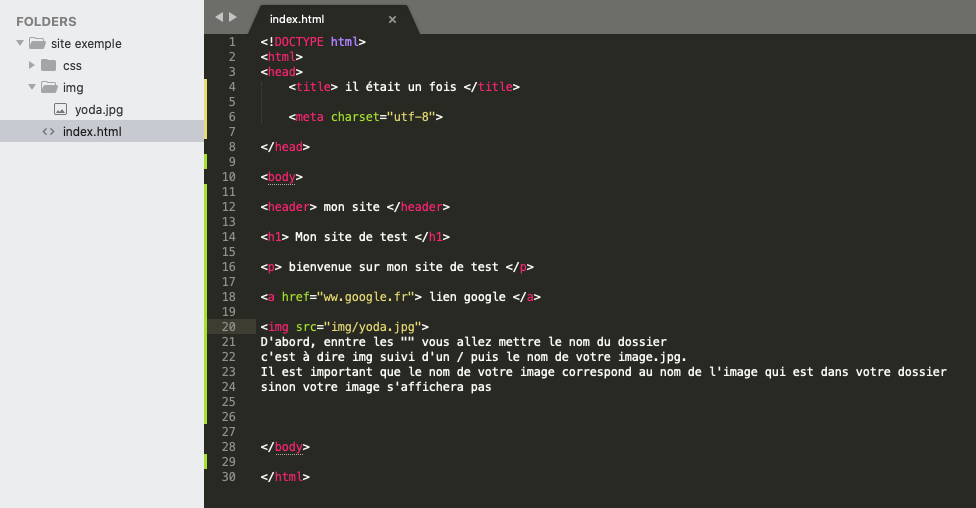 FOLDERS
site exemple
css
img
yoda.jpg
<> index.html
index.html ×
1 <!DOCTYPE html>
2 <html>
3 <head>
4 <title> il était un fois </title>
5
6 <meta charset="utf-8">
7
8 </head>
9
10 <body>
11
12 <header> mon site </header>
13
14 <h1> Mon site de test </h1>
15
16 <p> bienvenue sur mon site de test </p>
17
18 <a href="ww.google.fr"> lien google </a>
19
20 <img src="img/yoda.jpg">
21 D'abord, enntre les "" vous allez mettre le nom du dossier
22 c'est à dire img suivi d'un / puis le nom de votre image.jpg.
23 Il est important que le nom de votre image correspond au nom de l'image qui est dans votre dossier
24 sinon votre image s'affichera pas
25
26
27
28 </body>
29
30 </html>